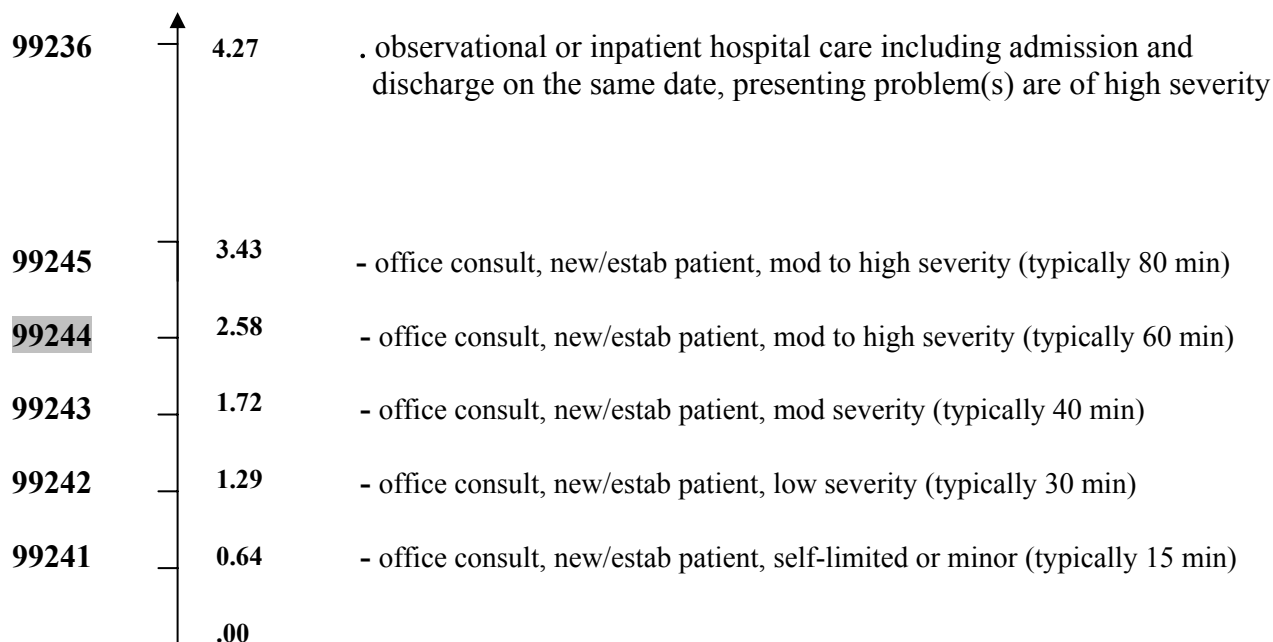 99236 4.27 . observational or inpatient hospital care including admission and
discharge on the same date, presenting problem(s) are of high severity
99245 3.43 - office consult, new/estab patient, mod to high severity (typically 80 min)
99244 2.58 - office consult, new/estab patient, mod to high severity (typically 60 min)
99243 1.72 - office consult, new/estab patient, mod severity (typically 40 min)
99242 1.29 - office consult, new/estab patient, low severity (typically 30 min)
99241 0.64 - office consult, new/estab patient, self-limited or minor (typically 15 min)
.00